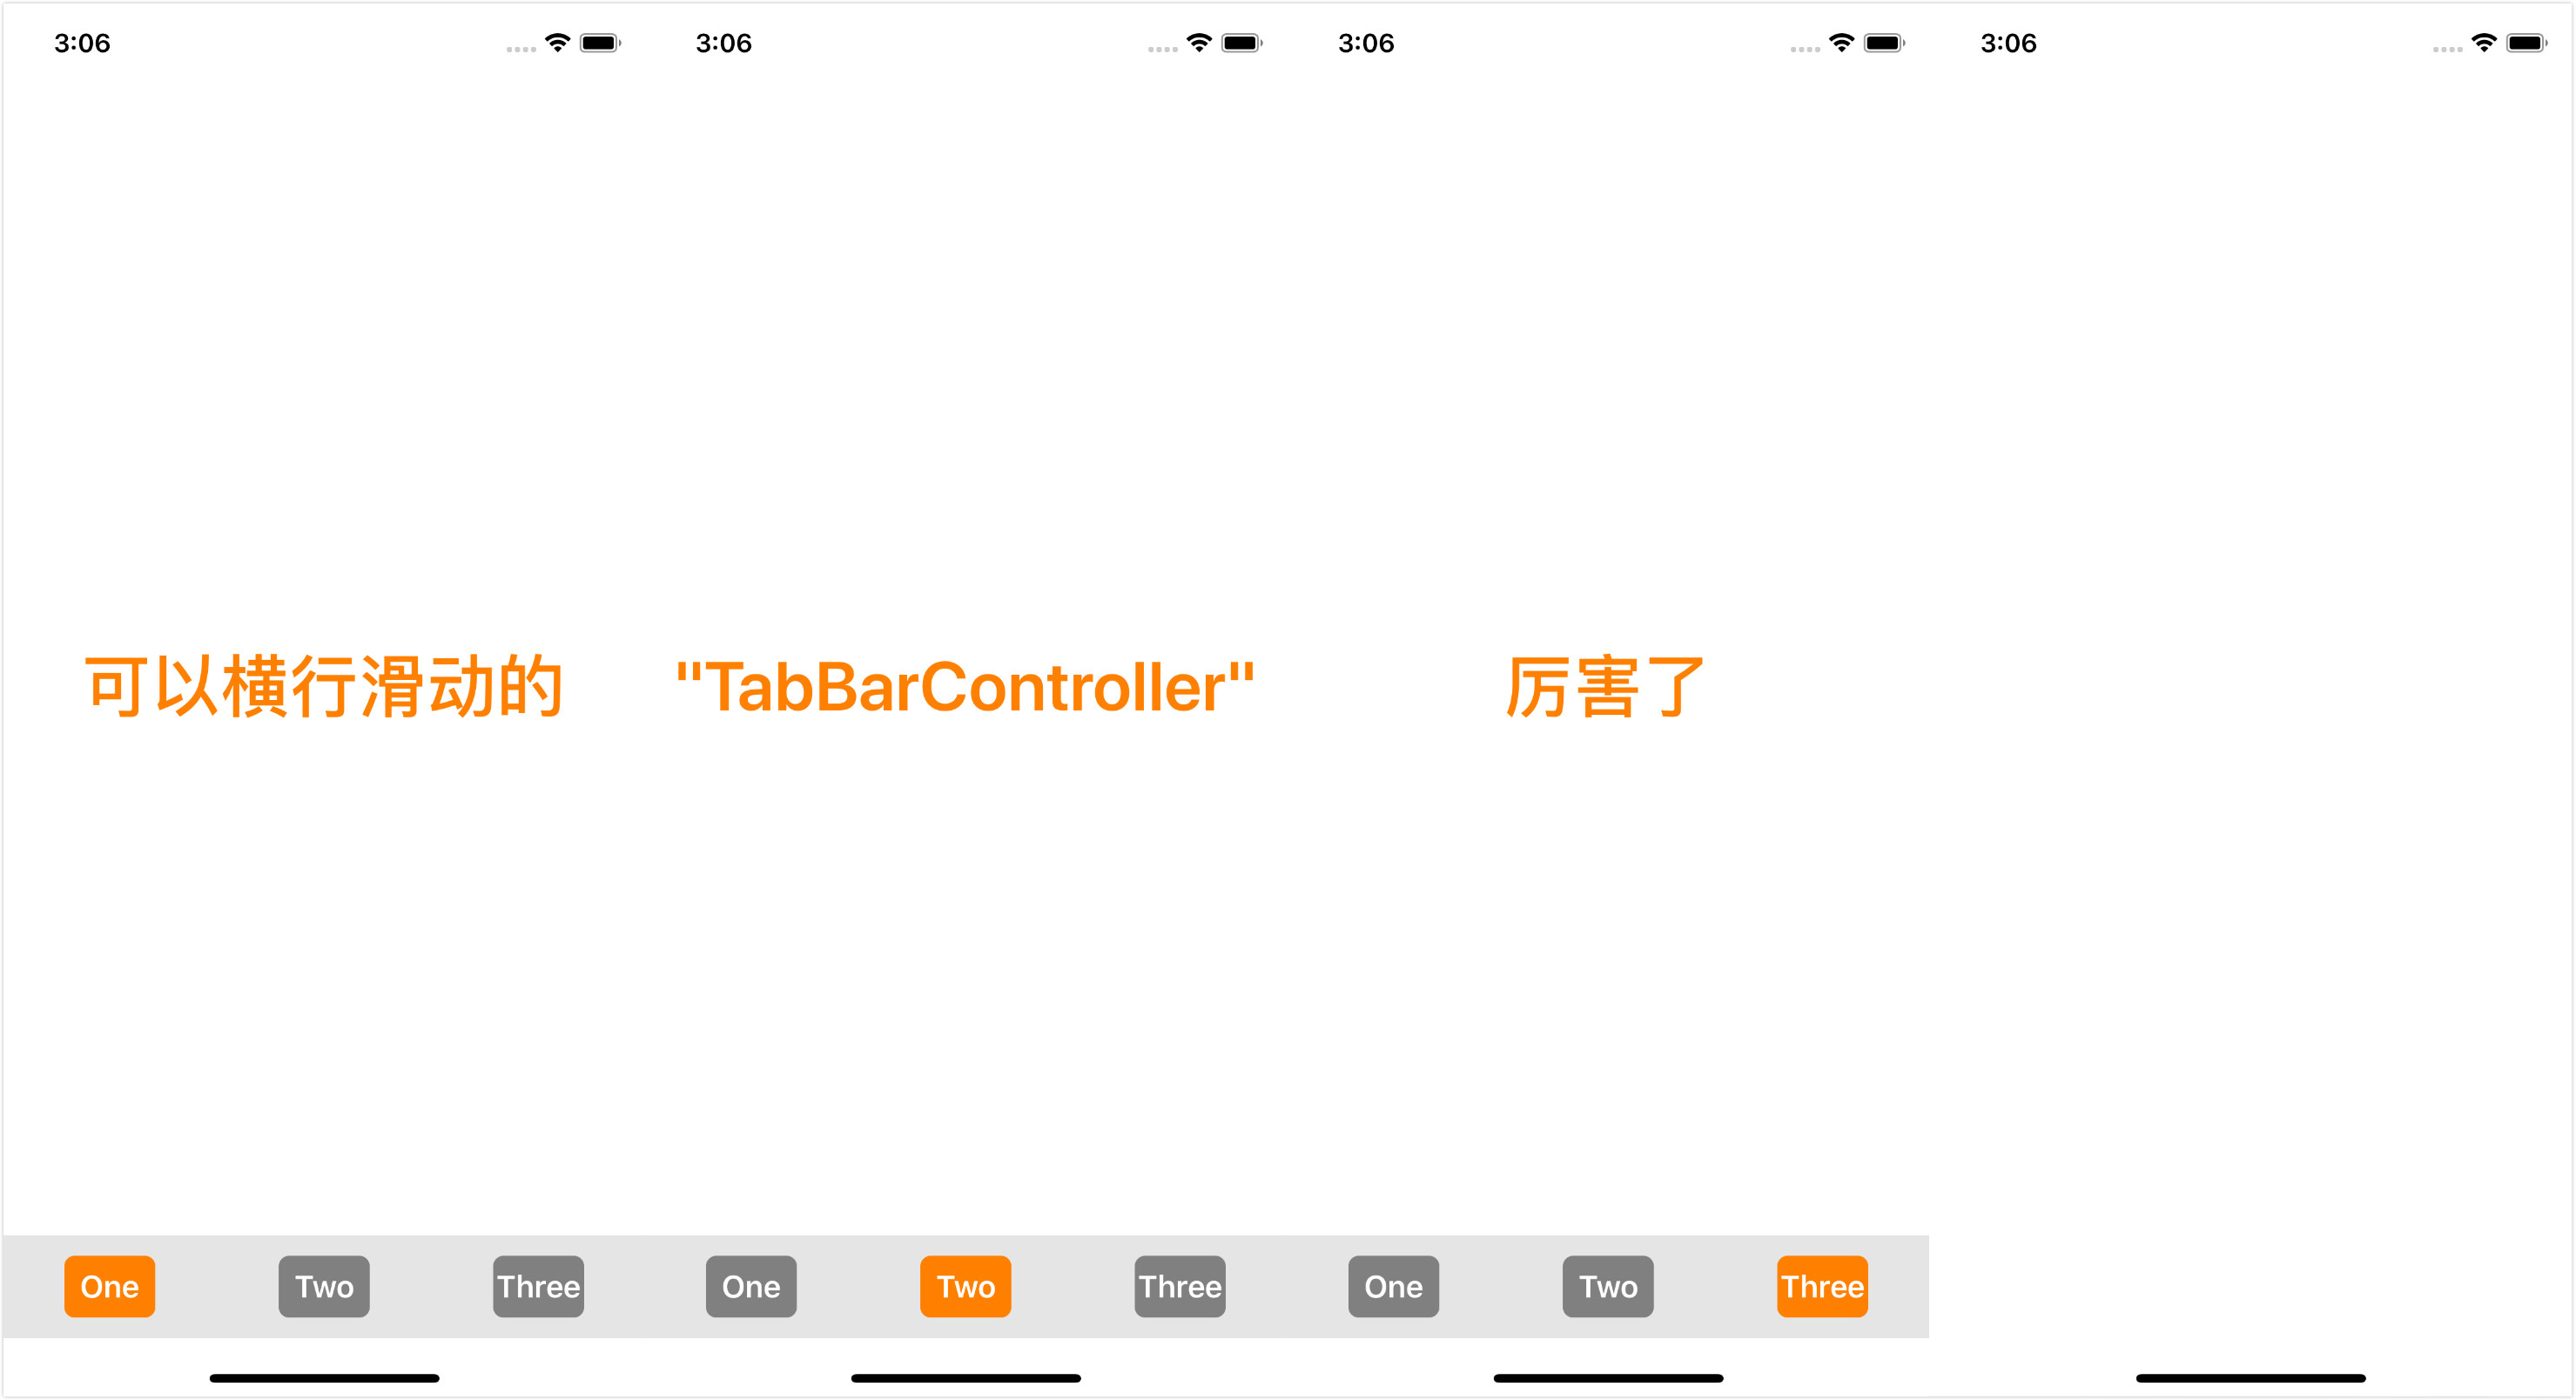 3:06
3:06
3:06
3:06
可以横行滑动的
"TabBarController"
厉害了
One
Two
Three
One
Two
Three
One
Two
Three